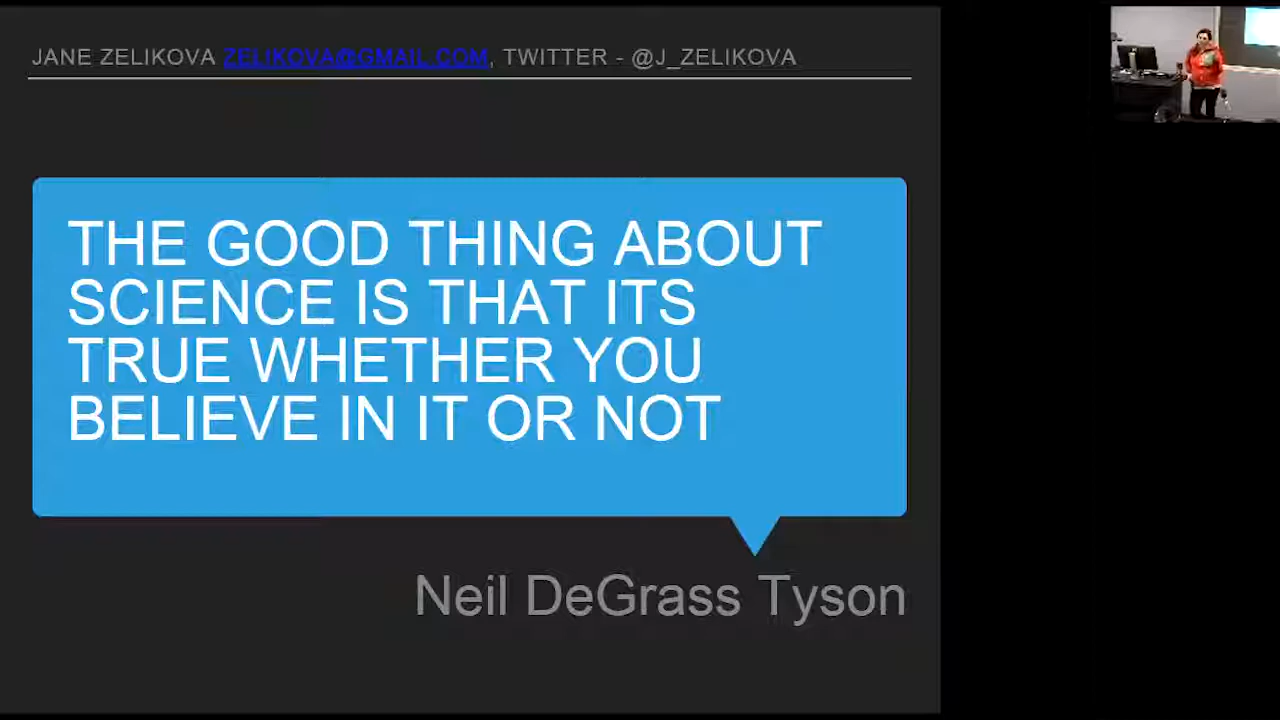 JANE ZELIKOVA ZELIKOVA@GMAIL.COM, TWITTER - @J_ZELIKOVA
THE GOOD THING ABOUT
SCIENCE IS THAT ITS
TRUE WHETHER YOU
BELIEVE IN IT OR NOT
Neil DeGrass Tyson